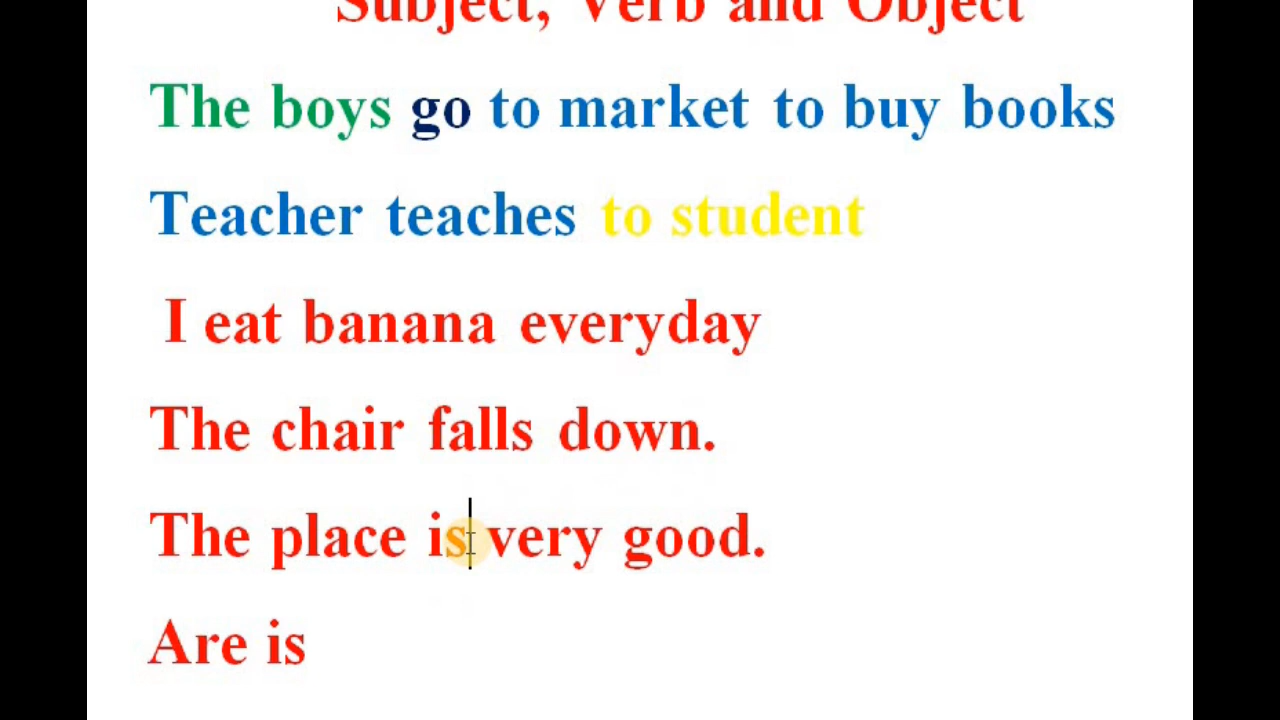 Subject, Verb and Object
The boys go to market to buy books
Teacher teaches to student
I eat banana everyday
The chair falls down.
The place is very good.
Are is